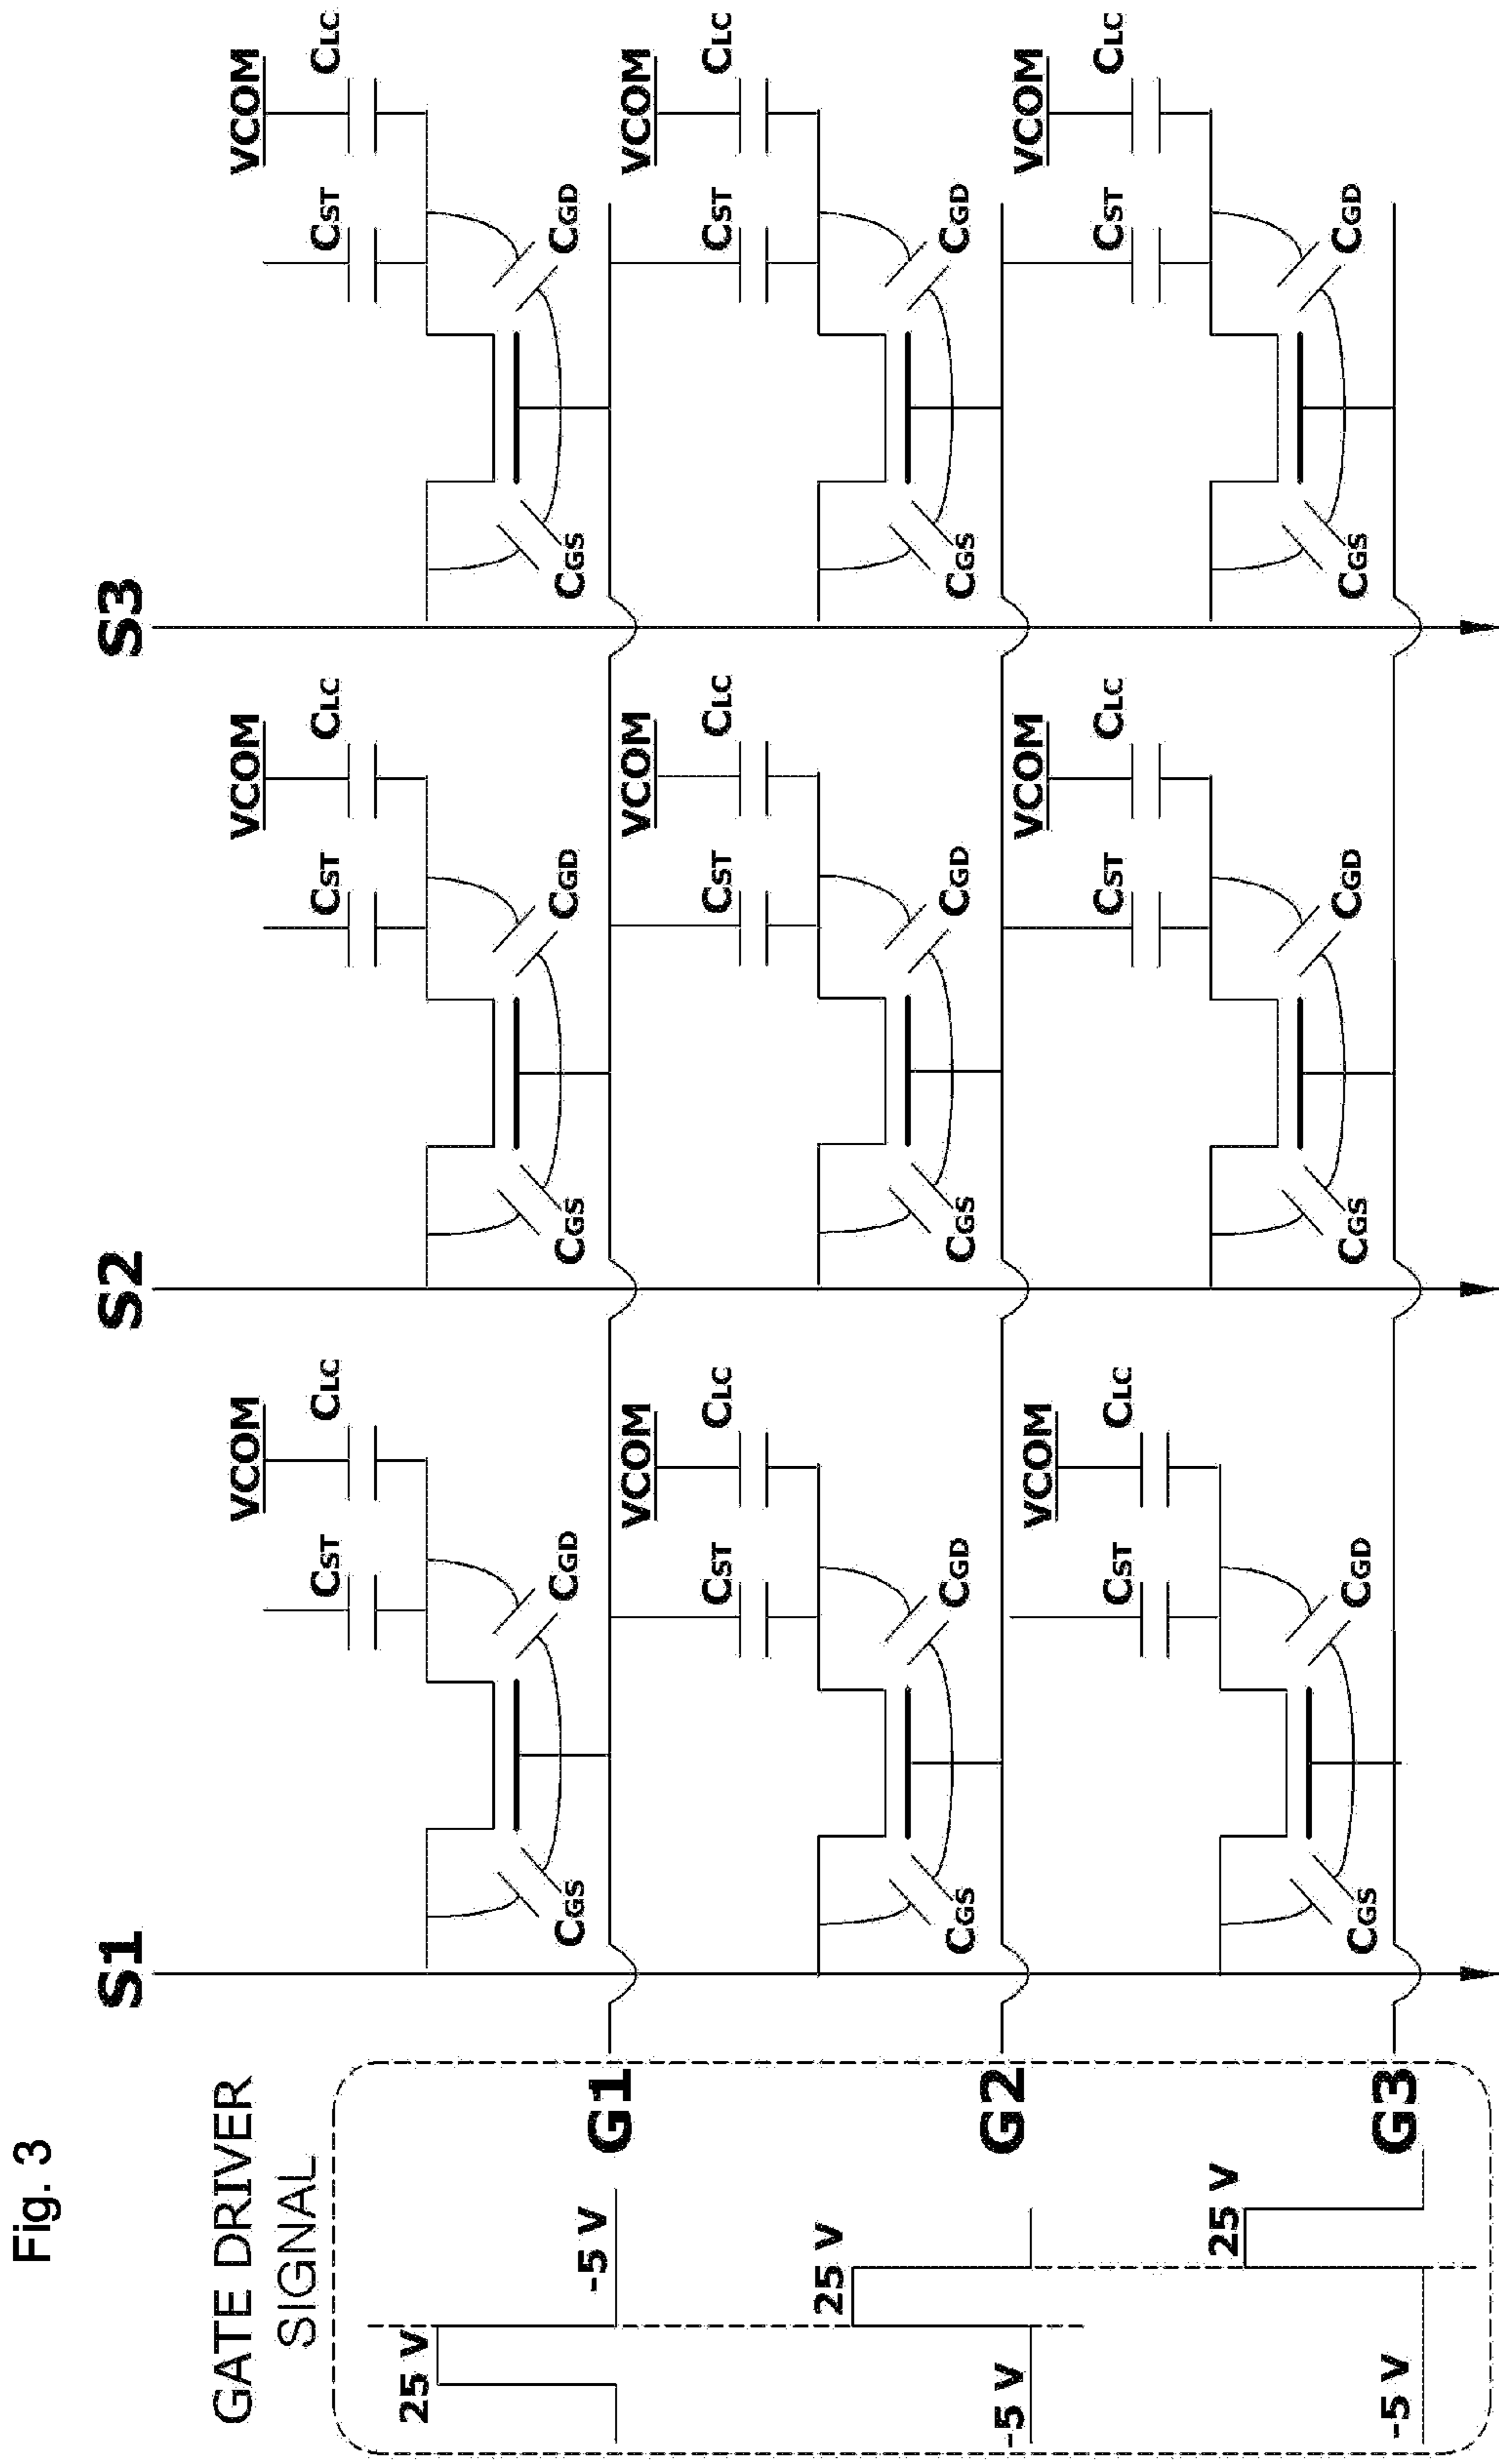 Fig. 3
GATE DRIVER
SIGNAL
S1
S2
S3
CST
VCOM
CLC
CST
VCOM
CLC
CST
VCOM
CLC
25 V
-5 V
G1
CGS
CGD
CGS
CGD
CGS
CGD
CST
VCOM
CLC
CST
VCOM
CLC
CST
VCOM
CLC
-5 V
25 V
G2
CGS
CGD
CGS
CGD
CGS
CGD
CST
VCOM
CLC
CST
VCOM
CLC
CST
VCOM
CLC
-5 V
25 V
G3
CGS
CGD
CGS
CGD
CGS
CGD